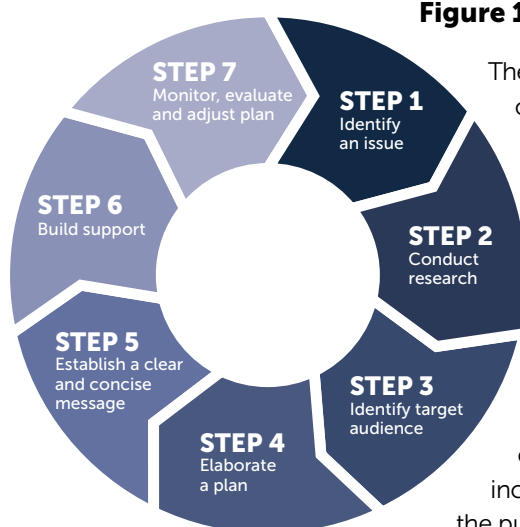 Figure 1
The
STEP 1
Identify
an issue
STEP 2
Conduct
research
STEP 3
Identify target
audience
STEP 4
Elaborate
a plan
STEP 5
Establish a clear
and concise
message
STEP 6
Build support
STEP 7
Monitor, evaluate
and adjust plan
the